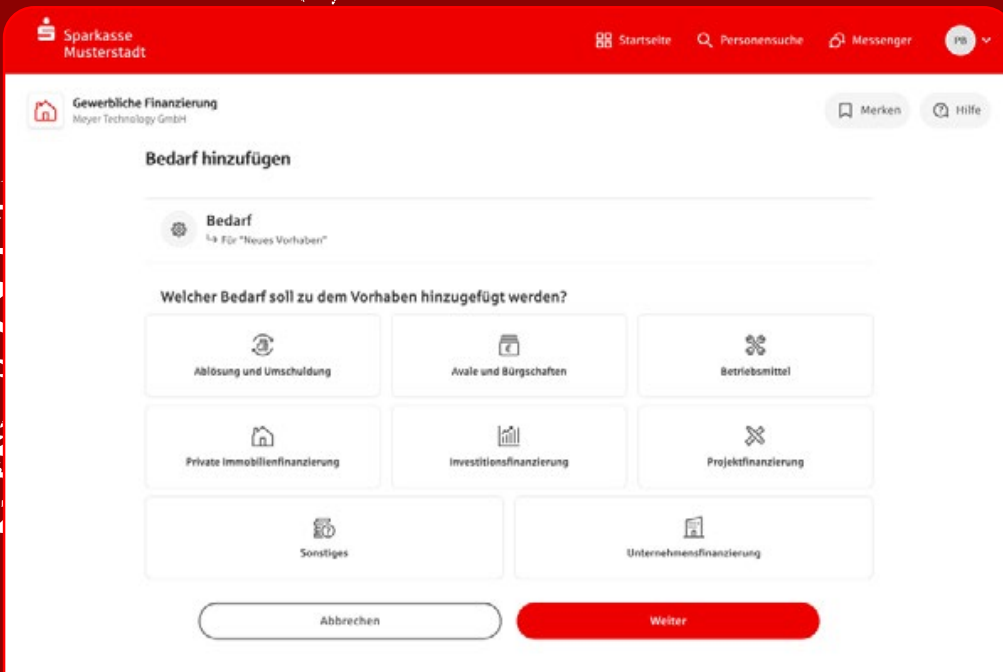 Sparkasse
Musterstadt
Startseite
Personensuche
Messenger
PB
Gewerbliche Finanzierung
Meyer Technology GmbH
Merken
Hilfe
Bedarf hinzufügen
Bedarf
Für "Neues Vorhaben"
Welcher Bedarf soll zu dem Vorhaben hinzugefügt werden?
Ablösung und Umschuldung
Avale und Bürgschaften
Betriebsmittel
Private Immobilienfinanzierung
Investitionsfinanzierung
Projektfinanzierung
Sonstiges
Unternehmensfinanzierung
Abbrechen
Weiter